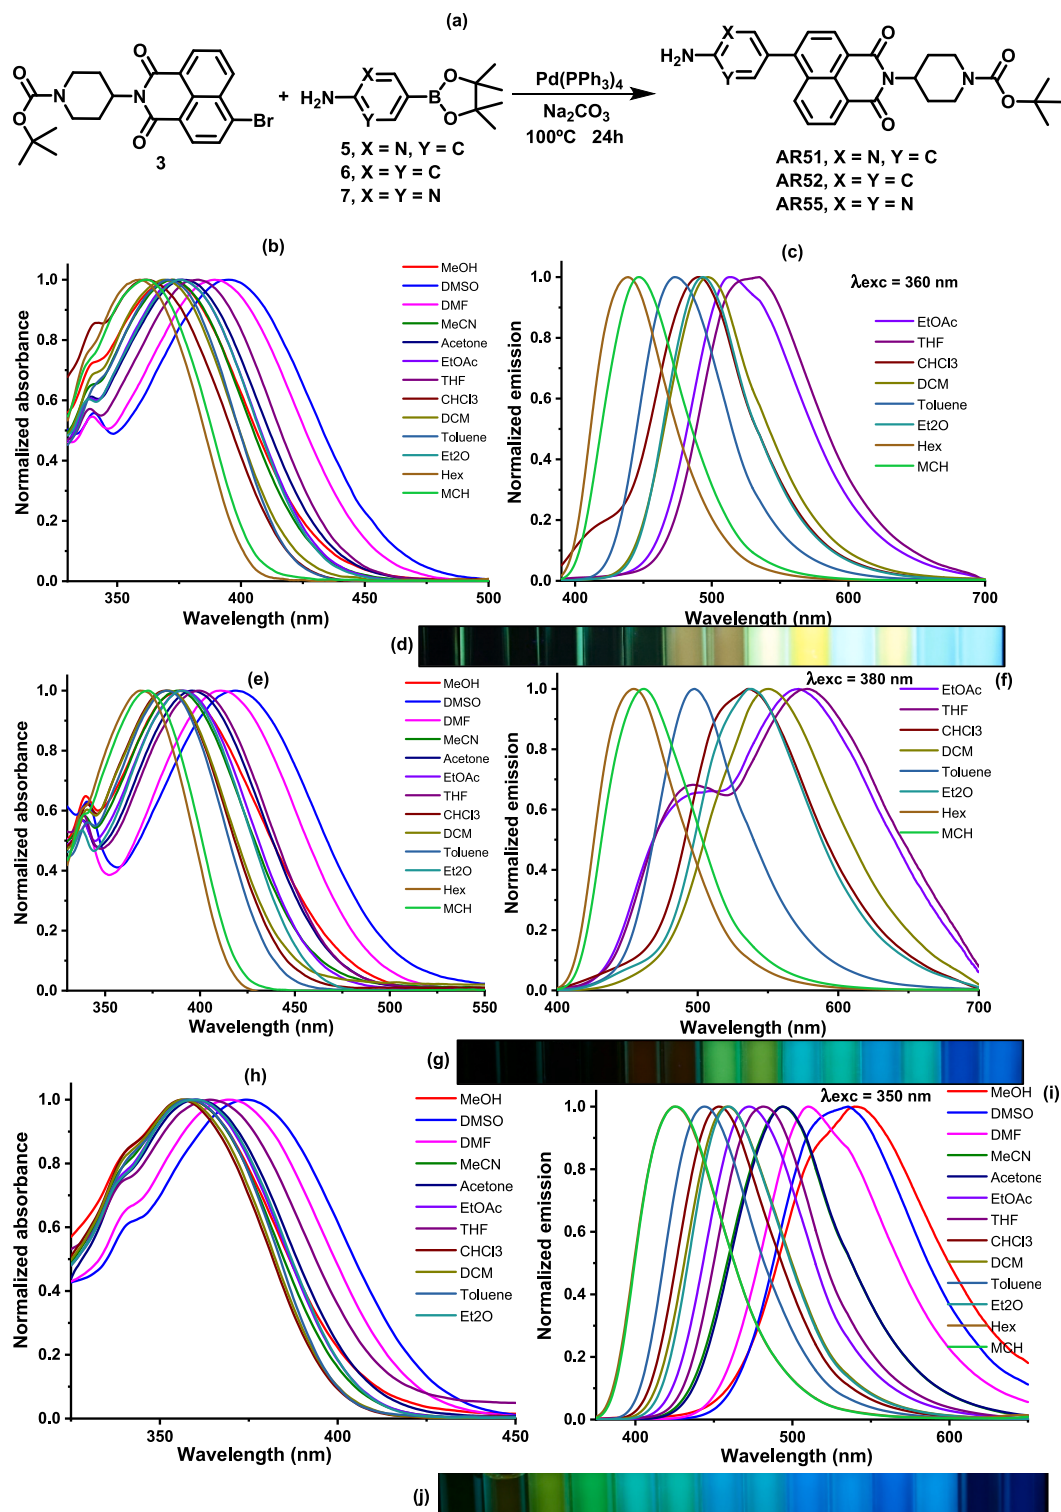 (a)
O
O
O
N
N
Br
O
O
3
+
H2N
X
Y
B
O
O
5, X = N, Y = C
6, X = Y = C
7, X = Y = N
Pd(PPh3)4
Na2CO3
100ºC 24h
H2N
X
Y
O
N
O
N
O
O
AR51, X = N, Y = C
AR52, X = Y = C
AR55, X = Y = N
(b)
Normalized absorbance
1.0
0.8
0.6
0.4
0.2
0.0
350
400
450
500
Wavelength (nm)
MeOH
DMSO
DMF
MeCN
Acetone
EtOAc
THF
CHCl3
DCM
Toluene
Et2O
Hex
MCH
(c)
λexc = 360 nm
Normalized emission
1.0
0.8
0.6
0.4
0.2
0.0
400
500
600
700
Wavelength (nm)
EtOAc
THF
CHCl3
DCM
Toluene
Et2O
Hex
MCH
(d)
(e)
Normalized absorbance
1.0
0.8
0.6
0.4
0.2
0.0
350
400
450
500
550
Wavelength (nm)
MeOH
DMSO
DMF
MeCN
Acetone
EtOAc
THF
CHCl3
DCM
Toluene
Et2O
Hex
MCH
(f)
λexc = 380 nm
Normalized emission
1.0
0.8
0.6
0.4
0.2
0.0
400
500
600
700
Wavelength (nm)
EtOAc
THF
CHCl3
DCM
Toluene
Et2O
Hex
MCH
(g)
(h)
Normalized absorbance
1.0
0.8
0.6
0.4
0.2
0.0
350
400
450
Wavelength (nm)
MeOH
DMSO
DMF
MeCN
Acetone
EtOAc
THF
CHCl3
DCM
Toluene
Et2O
(i)
λexc = 350 nm
Normalized emission
1.0
0.8
0.6
0.4
0.2
0.0
400
500
600
Wavelength (nm)
MeOH
DMSO
DMF
MeCN
Acetone
EtOAc
THF
CHCl3
DCM
Toluene
Et2O
Hex
MCH
(j)